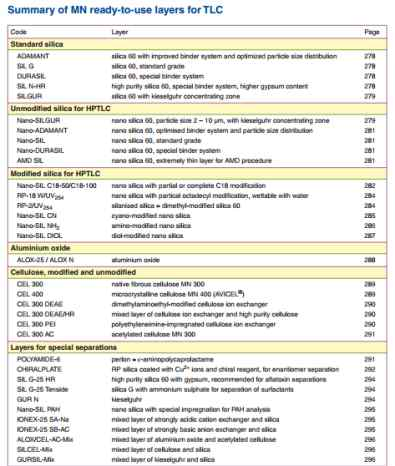 Summary of MN ready-to-use layers for TLC
Code Layer Page
Standard silica
ADAMANT silica 60 with improved binder system and optimized particle size distribution 278
SIL G silica 60, standard grade 278
DURASIL silica 60, special binder system 278
SIL N-HR high purity silica 60, special binder system, higher gypsum content 278
SILGUR silica 60 with kieselguhr concentrating zone 279
Unmodified silica for HPTLC
Nano-SILGUR nano silica 60, particle size 2 – 10 µm, with kieselguhr concentrating zone 279
Nano-ADAMANT nano silica 60, optimised binder system and particle size distribution 281
Nano-SIL nano silica 60, standard grade 281
Nano-DURASIL nano silica 60, special binder system 281
AMD SIL nano silica 60, extremely thin layer for AMD procedure 281
Modified silica for HPTLC
Nano-SIL C18-50/C18-100 nano silica with partial or complete C18 modification 282
RP-18 W/UV254 nano silica with partical octadecyl modification, wettable with water 284
RP-2/UV254 silanised silica = dimethyl-modified silica 60 284
Nano-SIL CN cyano-modified nano silica 285
Nano-SIL NH2 amino-modified nano silica 286
Nano-SIL DIOL diol-modified nano silica 287
Aluminium oxide
ALOX-25 / ALOX N aluminium oxide 288
Cellulose, modified and unmodified
CEL 300 native fibrous cellulose MN 300 289
CEL 400 microcrystalline cellulose MN 400 (AVICEL®) 289
CEL 300 DEAE dimethylaminoethyl-modified cellulose ion exchanger 290
CEL 300 DEAE/HR mixed layer of cellulose ion exchanger and high purity cellulose 290
CEL 300 PEI polyethyleneimine-impregnated cellulose ion exchanger 290
CEL 300 AC acetylated cellulose MN 300 291
Layers for special separations
POLYAMIDE-6 perlon = ε-aminopolycaprolactame 291
CHIRALPLATE RP silica coated with Cu2+ ions and chiral reagent, for enantiomer separation 292
SIL G-25 HR high purity silica 60 with gypsum, recommended for aflatoxin separations 294
SIL G-25 Tenside silica G with ammonium sulphate for separation of surfactants 294
GUR N kieselguhr 294
Nano-SIL PAH nano silica with special impregnation for PAH analysis 295
IONEX-25 SA-Na mixed layer of strongly acidic cation exchanger and silica 295
IONEX-25 SB-AC mixed layer of strongly basic anion exchanger and silica 295
ALOX/CEL-AC-Mix mixed layer of aluminium oxide and acetylated cellulose 296
SILCEL-Mix mixed layer of cellulose and silica 296
GURSIL-Mix mixed layer of kieselguhr and silica 296